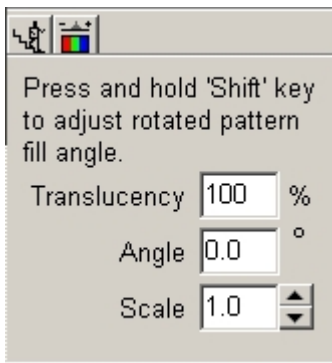 Press and hold 'Shift' key
to adjust rotated pattern
fill angle.
Translucency 100 %
Angle 0.0 °
Scale 1.0